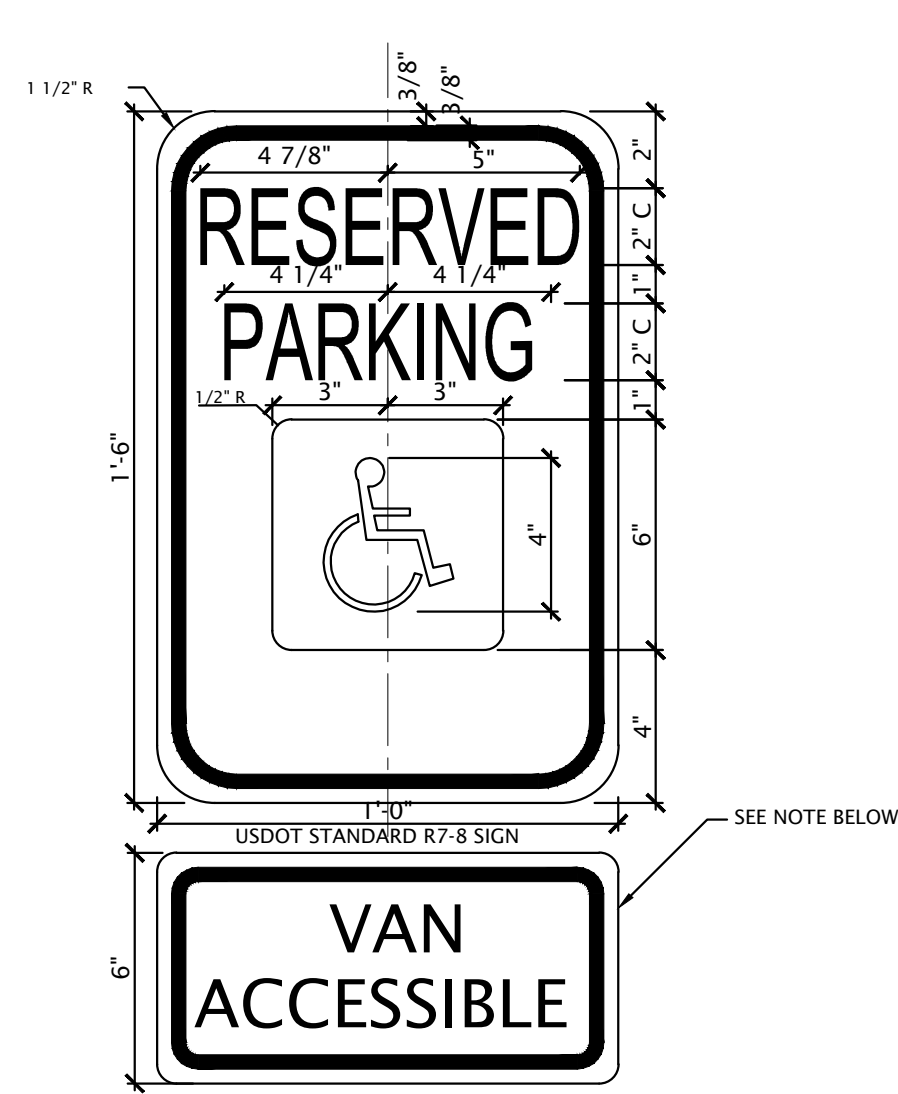 3/8"
3/8"
1 1/2" R
4 7/8" 5"
2"
RESERVED
2" C
4 1/4" 4 1/4"
1"
PARKING
2" C
1/2" R 3" 3"
1"
1'-6"
4"
6"
4"
1'-0"
USDOT STANDARD R7-8 SIGN
SEE NOTE BELOW
VAN
6"
ACCESSIBLE